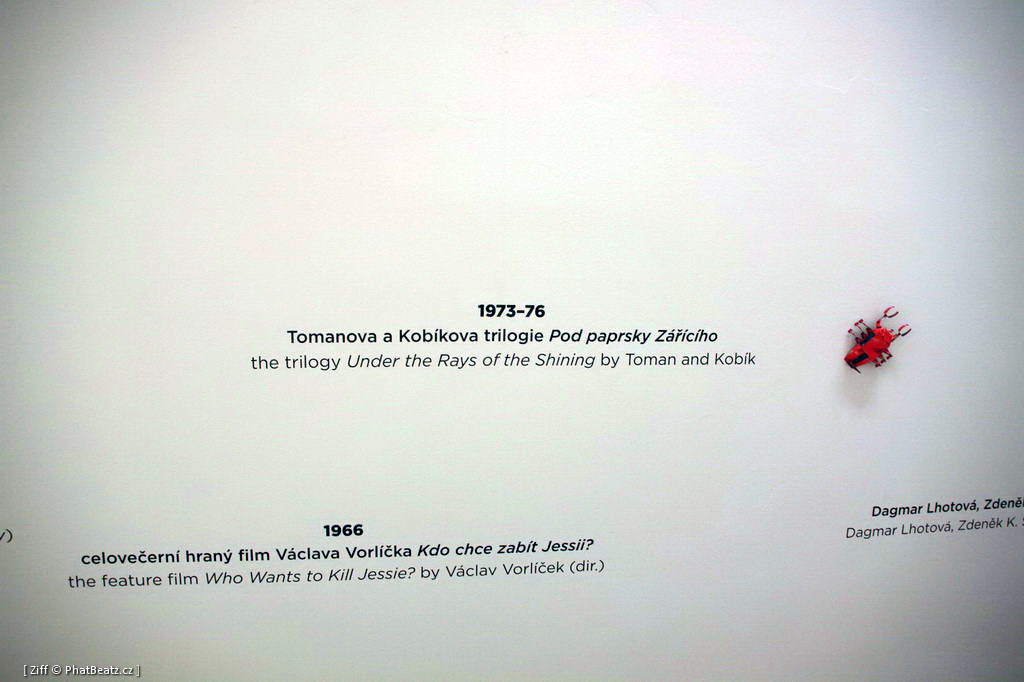 1973–76
Tomanova a Kobíkova trilogie Pod paprsky Zářícího
the trilogy Under the Rays of the Shining by Toman and Kobík
1966
celovečerní hraný film Václava Vorlíčka Kdo chce zabít Jessii?
the feature film Who Wants to Kill Jessie? by Václav Vorlíček (dir.)
Dagmar Lhotová, Zdeněk
Dagmar Lhotová, Zdeněk K.
[ Ziff © PhatBeatz.cz ]